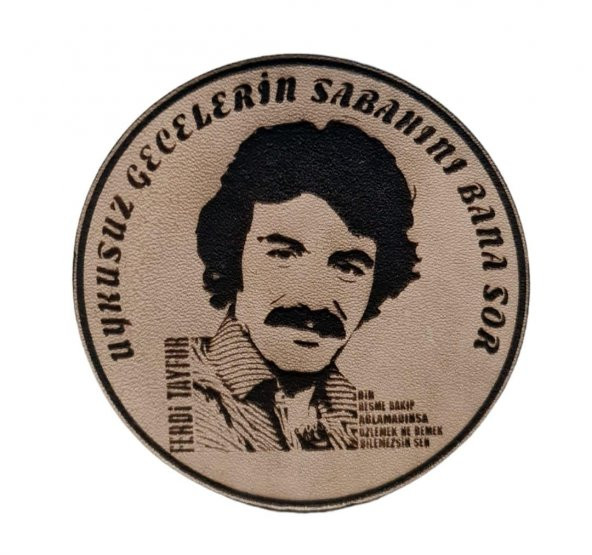 UYKUSUZ GECELERİN SABAHINI BANA SOR
FERDİ TAYFUR
BİR
RESME BAKIP
AĞLAMADINSA
ÖZLEMEK NE DEMEK
BİLEMEZSİN SEN